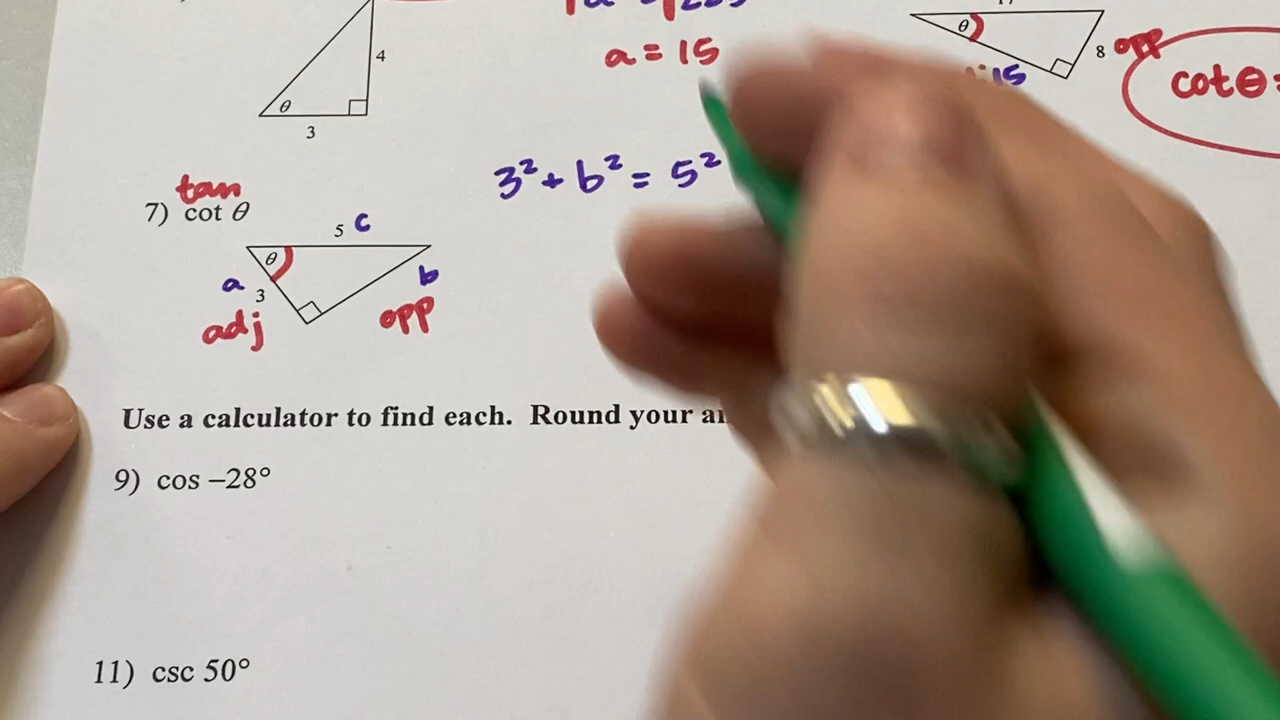 a = 15
θ
4
3
θ
8 opp
15
cot θ =
3² + b² = 5²
tan
7) cot θ
5 c
θ
a
3
b
adj
opp
Use a calculator to find each. Round your
9) cos –28°
11) csc 50°